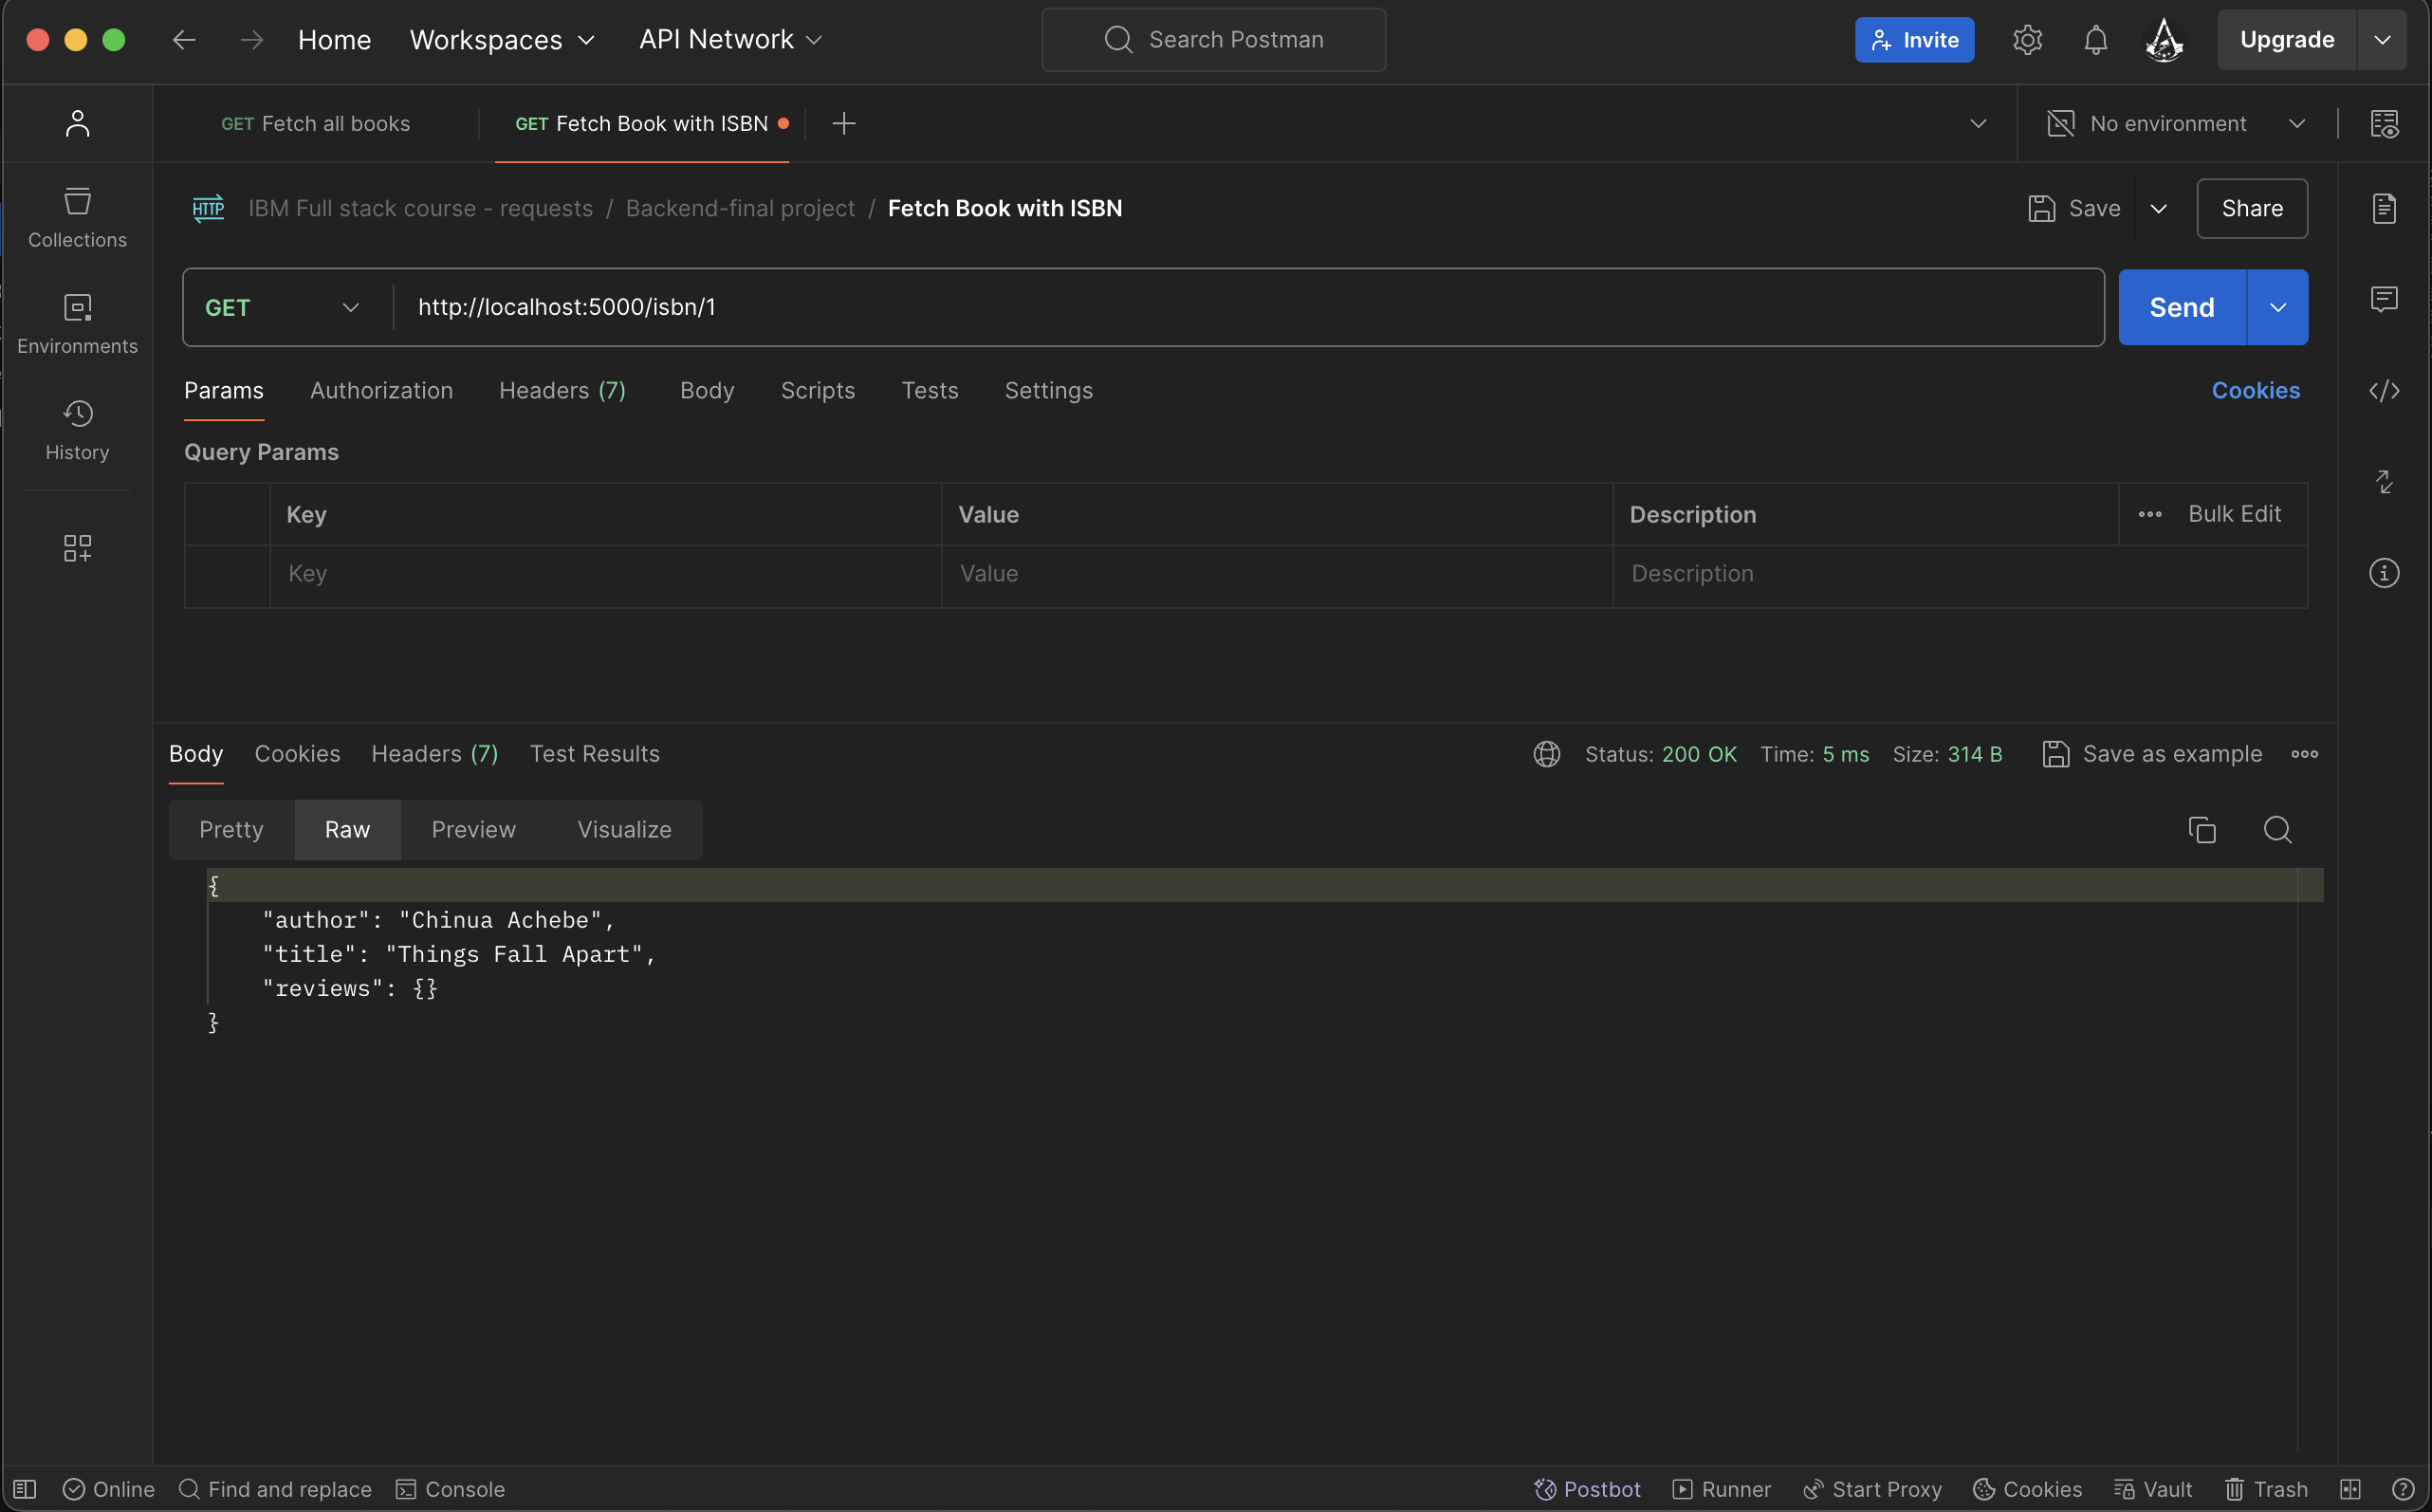 Home Workspaces API Network Search Postman Invite Upgrade
GET Fetch all books GET Fetch Book with ISBN No environment
HTTP IBM Full stack course - requests / Backend-final project / Fetch Book with ISBN Save Share
Collections
Environments
History
GET http://localhost:5000/isbn/1 Send
Params Authorization Headers (7) Body Scripts Tests Settings Cookies
Query Params
Key Value Description Bulk Edit
Key Value Description
Body Cookies Headers (7) Test Results Status: 200 OK Time: 5 ms Size: 314 B Save as example
Pretty Raw Preview Visualize
{
    "author": "Chinua Achebe",
    "title": "Things Fall Apart",
    "reviews": {}
}
Online Find and replace Console Postbot Runner Start Proxy Cookies Vault Trash